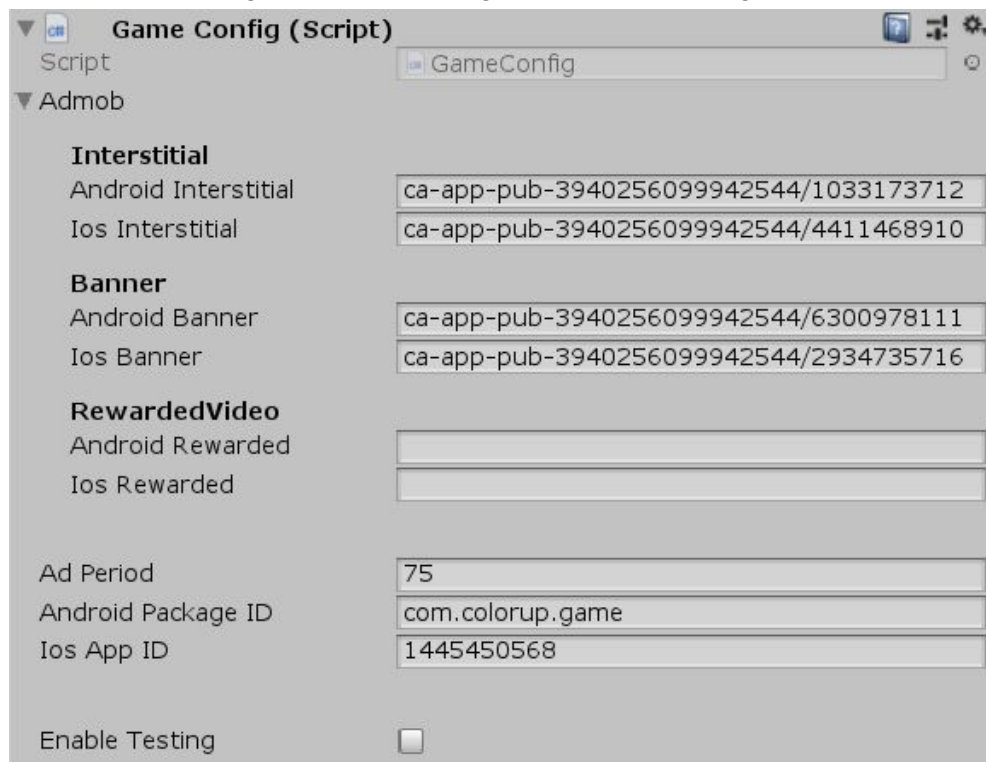 Game Config (Script)
Script GameConfig
Admob
Interstitial
Android Interstitial ca-app-pub-3940256099942544/1033173712
Ios Interstitial ca-app-pub-3940256099942544/4411468910
Banner
Android Banner ca-app-pub-3940256099942544/6300978111
Ios Banner ca-app-pub-3940256099942544/2934735716
RewardedVideo
Android Rewarded
Ios Rewarded
Ad Period 75
Android Package ID com.colorup.game
Ios App ID 1445450568
Enable Testing